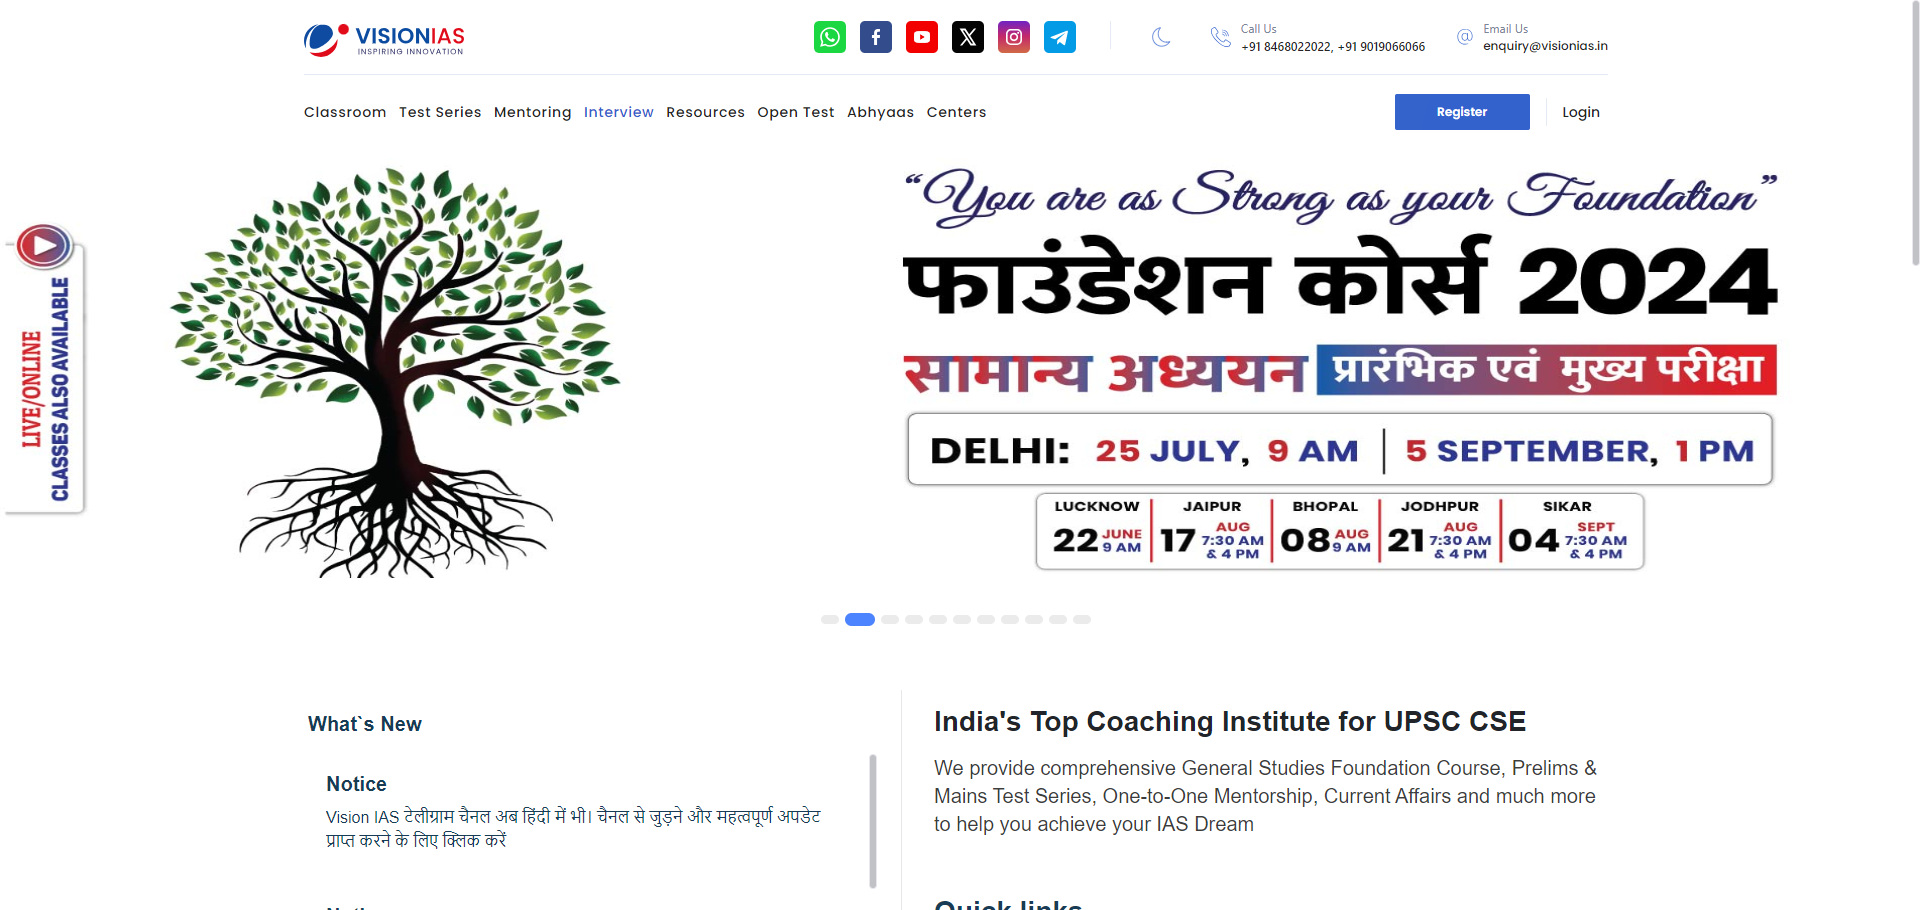 VISIONIAS
INSPIRING INNOVATION
Call Us
+91 8468022022, +91 9019066066
Email Us
enquiry@visionias.in
Classroom Test Series Mentoring Interview Resources Open Test Abhyaas Centers
Register
Login
LIVE/ONLINE
CLASSES ALSO AVAILABLE
“You are as Strong as your Foundation”
फाउंडेशन कोर्स 2024
सामान्य अध्ययन प्रारंभिक एवं मुख्य परीक्षा
DELHI: 25 JULY, 9 AM | 5 SEPTEMBER, 1 PM
LUCKNOW
22 JUNE
9 AM
JAIPUR
17 AUG
7:30 AM
& 4 PM
BHOPAL
08 AUG
9 AM
JODHPUR
21 AUG
7:30 AM
& 4 PM
SIKAR
04 SEPT
7:30 AM
& 4 PM
What`s New
Notice
Vision IAS टेलीग्राम चैनल अब हिंदी में भी। चैनल से जुड़ने और महत्वपूर्ण अपडेट
प्राप्त करने के लिए क्लिक करें
India's Top Coaching Institute for UPSC CSE
We provide comprehensive General Studies Foundation Course, Prelims &
Mains Test Series, One-to-One Mentorship, Current Affairs and much more
to help you achieve your IAS Dream
Quick links